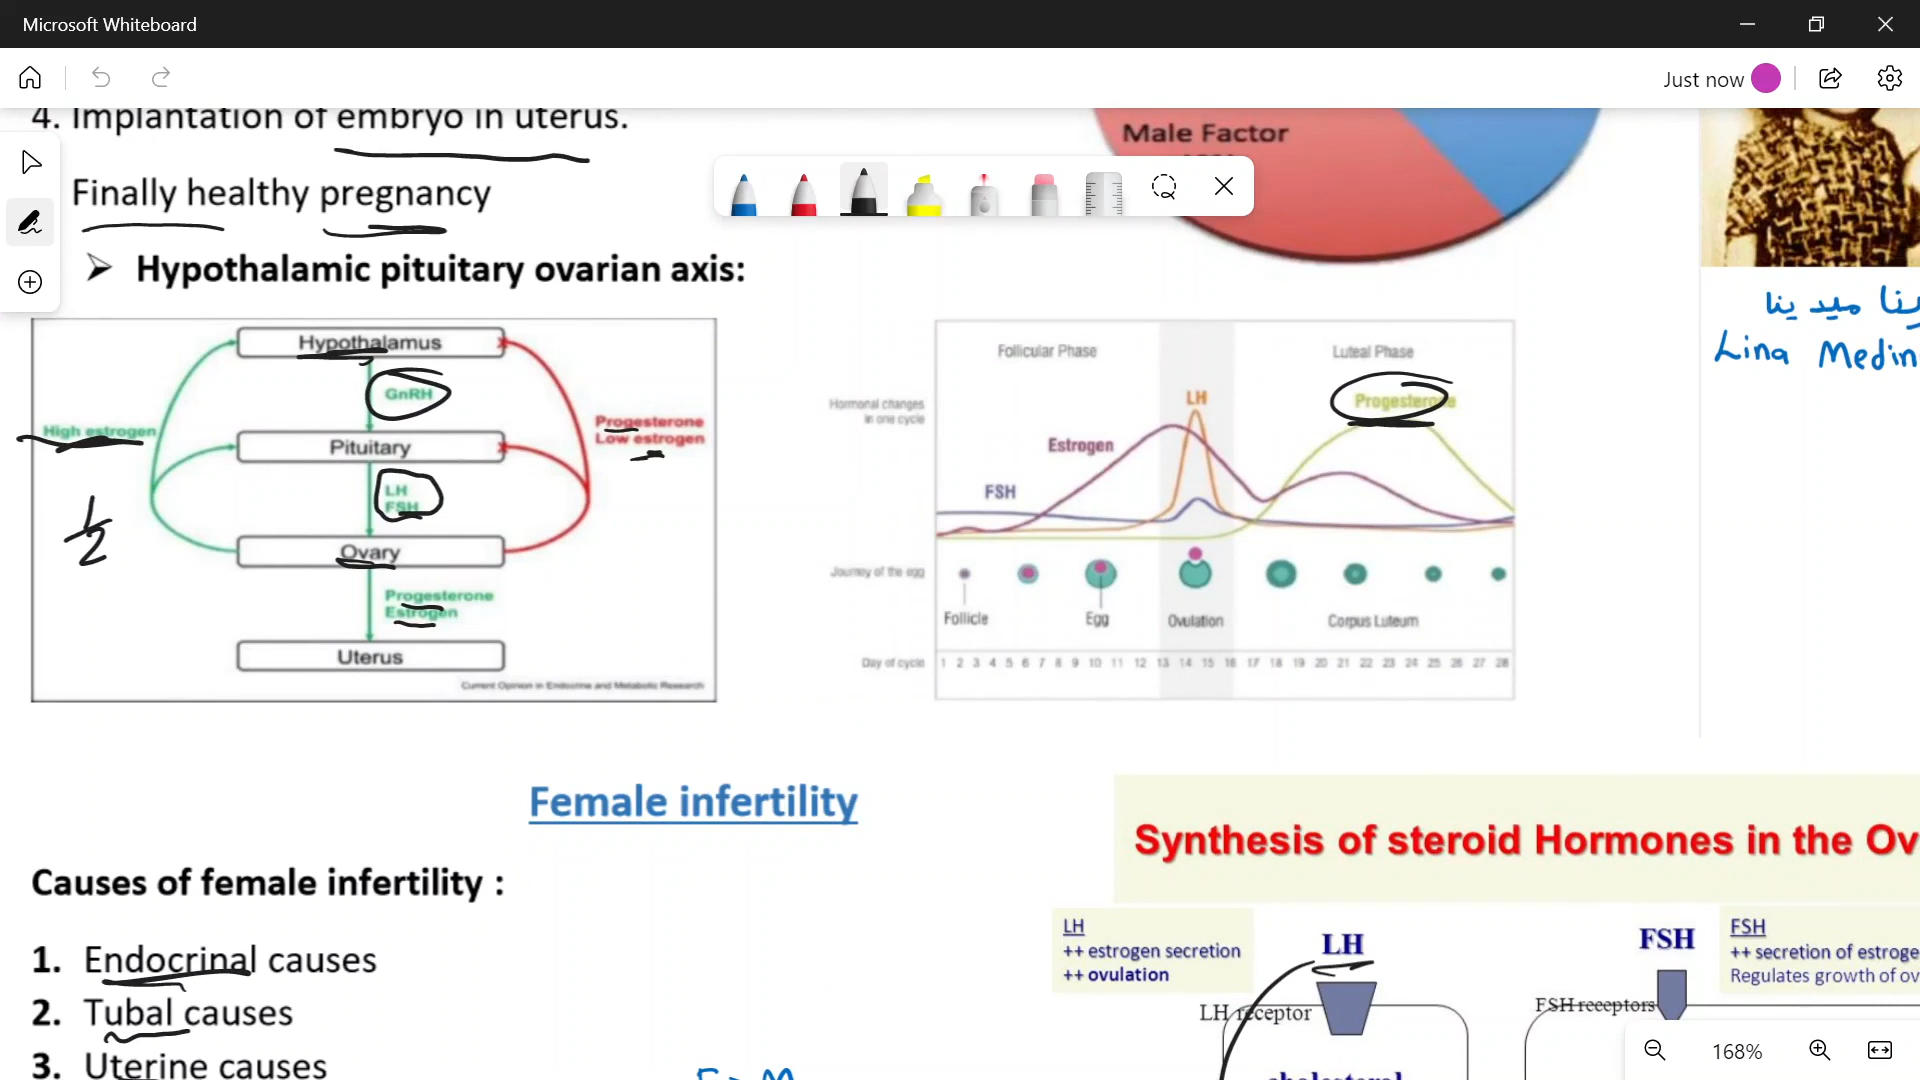 Microsoft Whiteboard
Just now
4. Implantation of embryo in uterus.
Finally healthy pregnancy
➤ Hypothalamic pituitary ovarian axis:
Male Factor
Hypothalamus
GnRH
High estrogen
Progesterone
Low estrogen
Pituitary
LH
FSH
1/2
Ovary
Progesterone
Estrogen
Uterus
Current Opinion in Endocrine and Metabolic Research
Follicular Phase
Luteal Phase
Hormonal changes
in one cycle
LH
Progesterone
Estrogen
FSH
Journey of the egg
Follicle
Egg
Ovulation
Corpus Luteum
Day of cycle
1 2 3 4 5 6 7 8 9 10 11 12 13 14 15 16 17 18 19 20 21 22 23 24 25 26 27 28
ميدينا
Lina Medin
Female infertility
Causes of female infertility :
1. Endocrinal causes
2. Tubal causes
3. Uterine causes
Synthesis of steroid Hormones in the Ov
LH
++ estrogen secretion
++ ovulation
LH
LH receptor
FSH
FSH receptors
FSH
++ secretion of estroge
Regulates growth of ov
cholesterol
168%